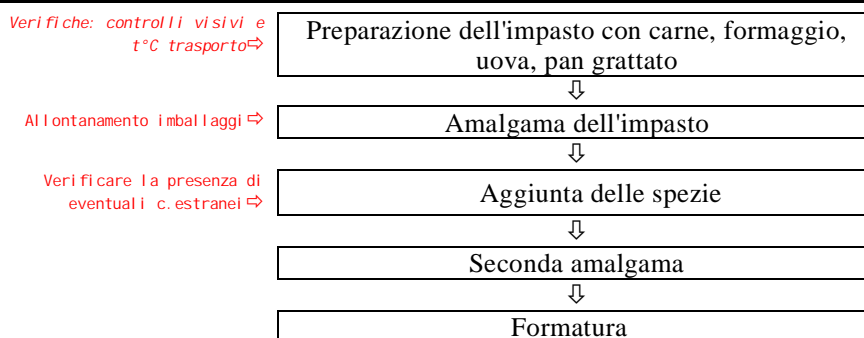 Verifiche: controlli visivi e
t°C trasporto⇨
Preparazione dell'impasto con carne, formaggio,
uova, pan grattato
⇩
Allontanamento imballaggi⇨
Amalgama dell'impasto
⇩
Verificare la presenza di
eventuali c.estranei⇨
Aggiunta delle spezie
⇩
Seconda amalgama
⇩
Formatura